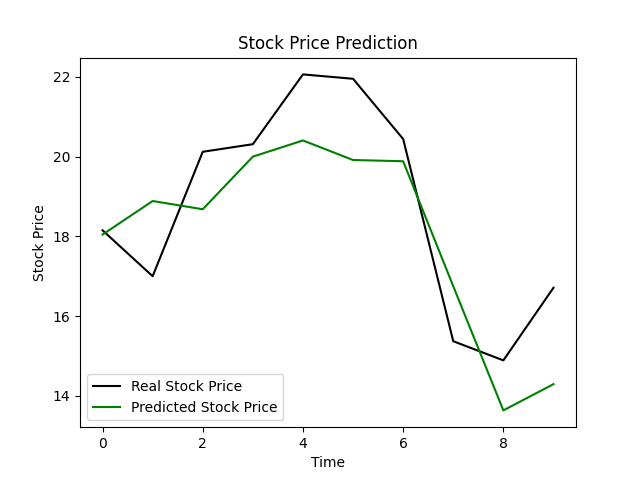 Stock Price Prediction
22
20
18
16
14
Stock Price
Real Stock Price
Predicted Stock Price
0 2 4 6 8
Time